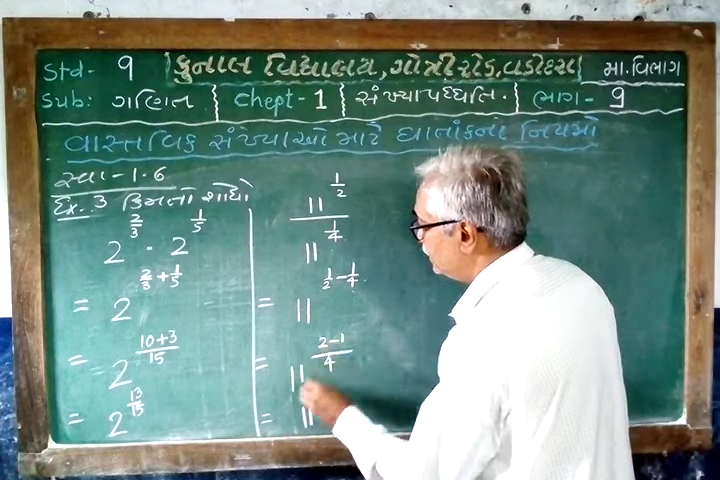 Std- 9 કુનાલ વિદ્યાલય, ગોત્રી રોડ, વડોદરા મા. વિભાગ
Sub: ગણિત Chept-1 સંખ્યાપદ્ધતિ. ભાગ- 9
વાસ્તવિક સંખ્યાઓ માટે ઘાતાંકના નિયમો
સ્વા-1.6
Ex. 3 કિંમતો શોધો
2^{2/3} · 2^{1/5}
= 2^{2/3 + 1/5}
= 2^{(10+3)/15}
= 2^{13/15}
11^{1/2} / 11^{1/4}
= 11^{1/2 - 1/4}
= 11^{(2-1)/4}
= 11